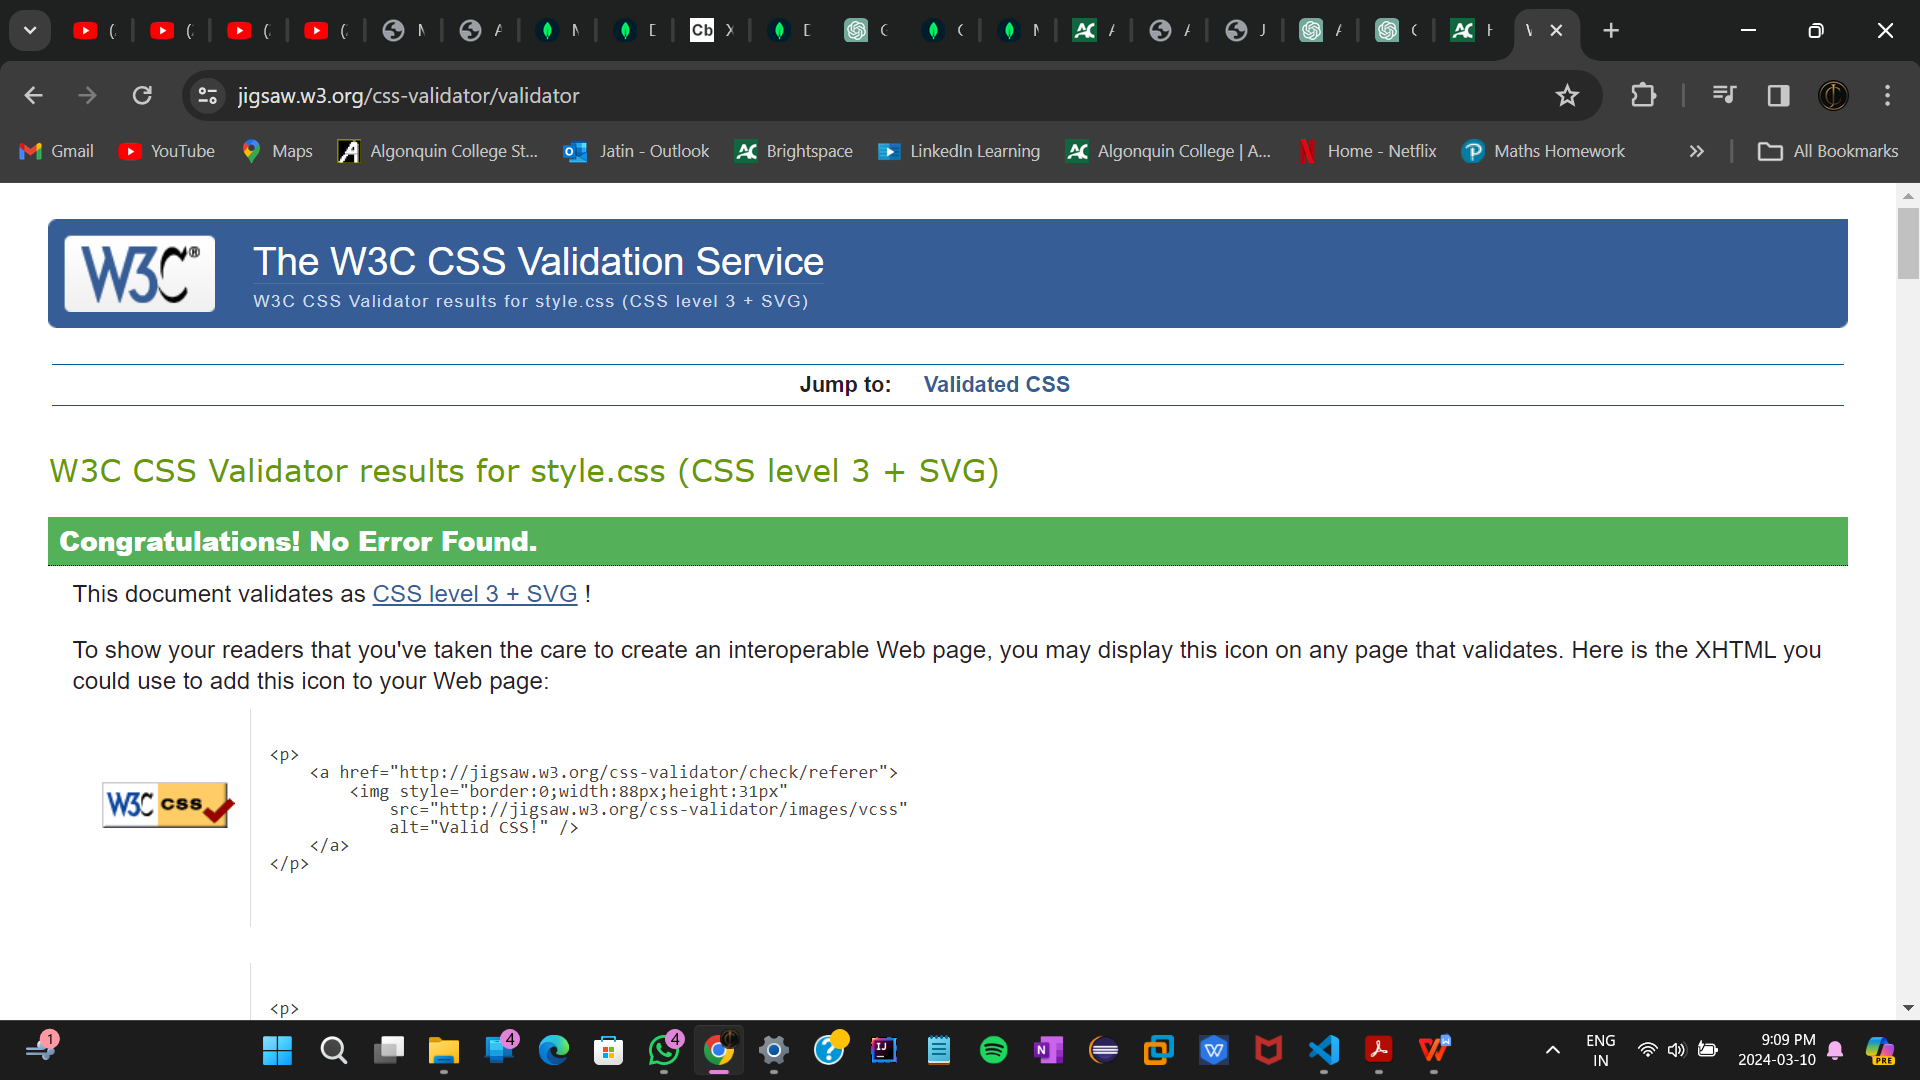 jigsaw.w3.org/css-validator/validator
Gmail YouTube Maps Algonquin College St... Jatin - Outlook Brightspace LinkedIn Learning Algonquin College | A... Home - Netflix Maths Homework All Bookmarks
W3C® The W3C CSS Validation Service
W3C CSS Validator results for style.css (CSS level 3 + SVG)
Jump to: Validated CSS
W3C CSS Validator results for style.css (CSS level 3 + SVG)
Congratulations! No Error Found.
This document validates as CSS level 3 + SVG !
To show your readers that you've taken the care to create an interoperable Web page, you may display this icon on any page that validates. Here is the XHTML you
could use to add this icon to your Web page:
W3C css
<p>
<a href="http://jigsaw.w3.org/css-validator/check/referer">
<img style="border:0;width:88px;height:31px"
src="http://jigsaw.w3.org/css-validator/images/vcss"
alt="Valid CSS!" />
</a>
</p>
<p>
ENG
IN
9:09 PM
2024-03-10